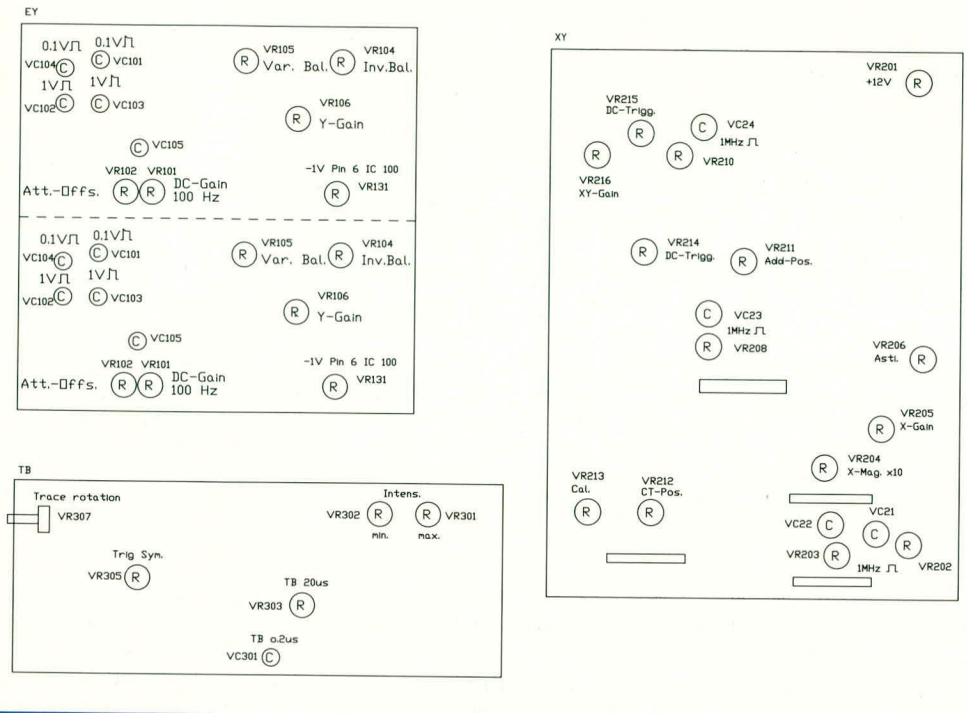 EY
0.1V 0.1V
VC104 C C VC101
1V 1V
VC102 C C VC103
C VC105
VR102 VR101
Att.-Offs. R R DC-Gain
100 Hz
R VR105
Var. Bal.
R VR104
Inv.Bal.
R VR106
Y-Gain
-1V Pin 6 IC 100
R VR131
0.1V 0.1V
VC104 C C VC101
1V 1V
VC102 C C VC103
C VC105
VR102 VR101
Att.-Offs. R R DC-Gain
100 Hz
R VR105
Var. Bal.
R VR104
Inv.Bal.
R VR106
Y-Gain
-1V Pin 6 IC 100
R VR131
TB
Trace rotation
VR307
Trig Sym.
VR305 R
TB 20us
VR303 R
TB 0.2us
VC301 C
Intens.
VR302 R R VR301
min. max.
XY
VR201
+12V R
VR215
DC-Trigg.
R
C VC24
1MHz
R VR210
R
VR216
XY-Gain
R VR214
DC-Trigg.
R VR211
Add-Pos.
C VC23
1MHz
R VR208
VR206
Asti. R
R VR205
X-Gain
R VR204
X-Mag. x10
VR213
Cal.
R
VR212
CT-Pos.
R
VC22 C
VC21
C
VR203 R
1MHz
R
VR202